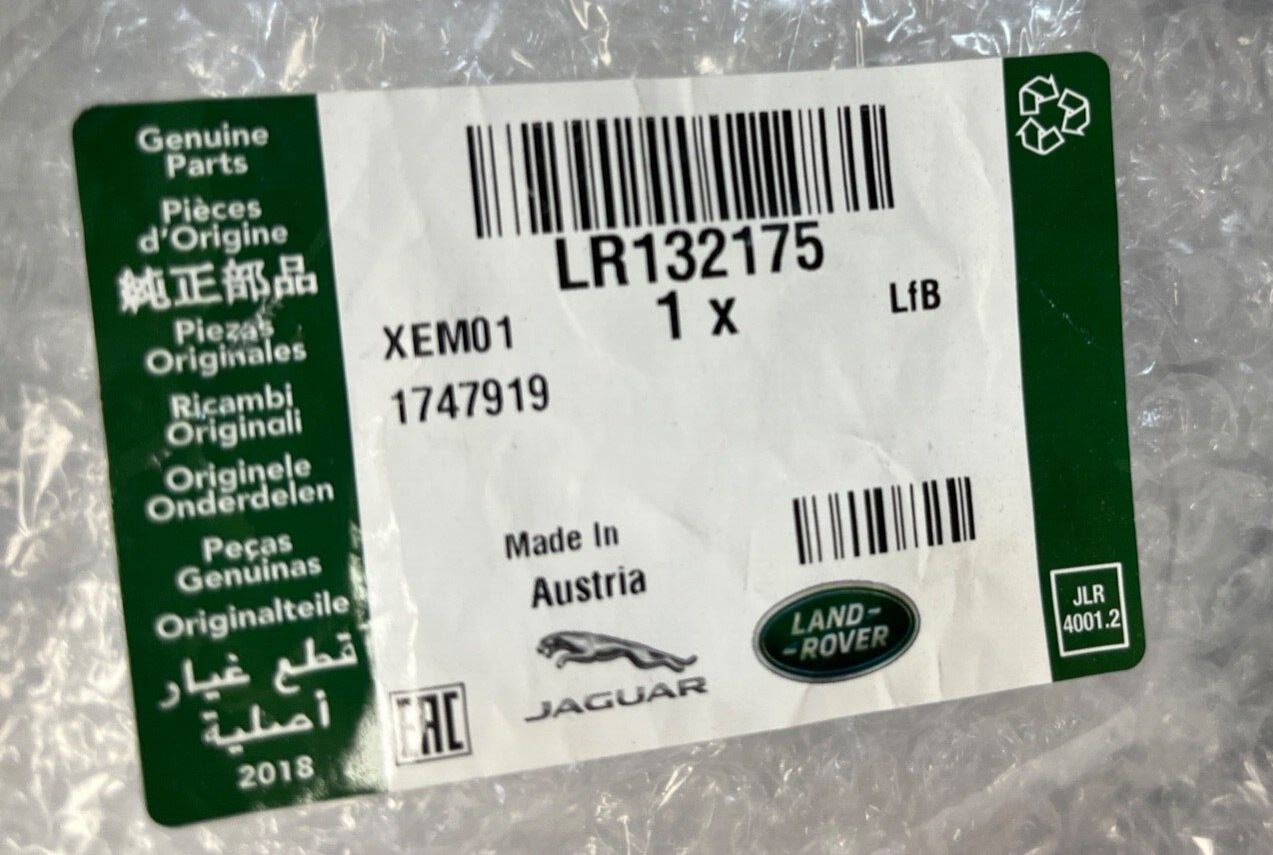 Genuine
Parts
Pièces
d'Origine
純正部品
Piezas
Originales
Ricambi
Originali
Originele
Onderdelen
Peças
Genuinas
Originalteile
قطع غيار
أصلية
2018
LR132175
1 x
LfB
XEM01
1747919
Made In
Austria
EAC
JAGUAR
LAND-
-ROVER
JLR
4001.2